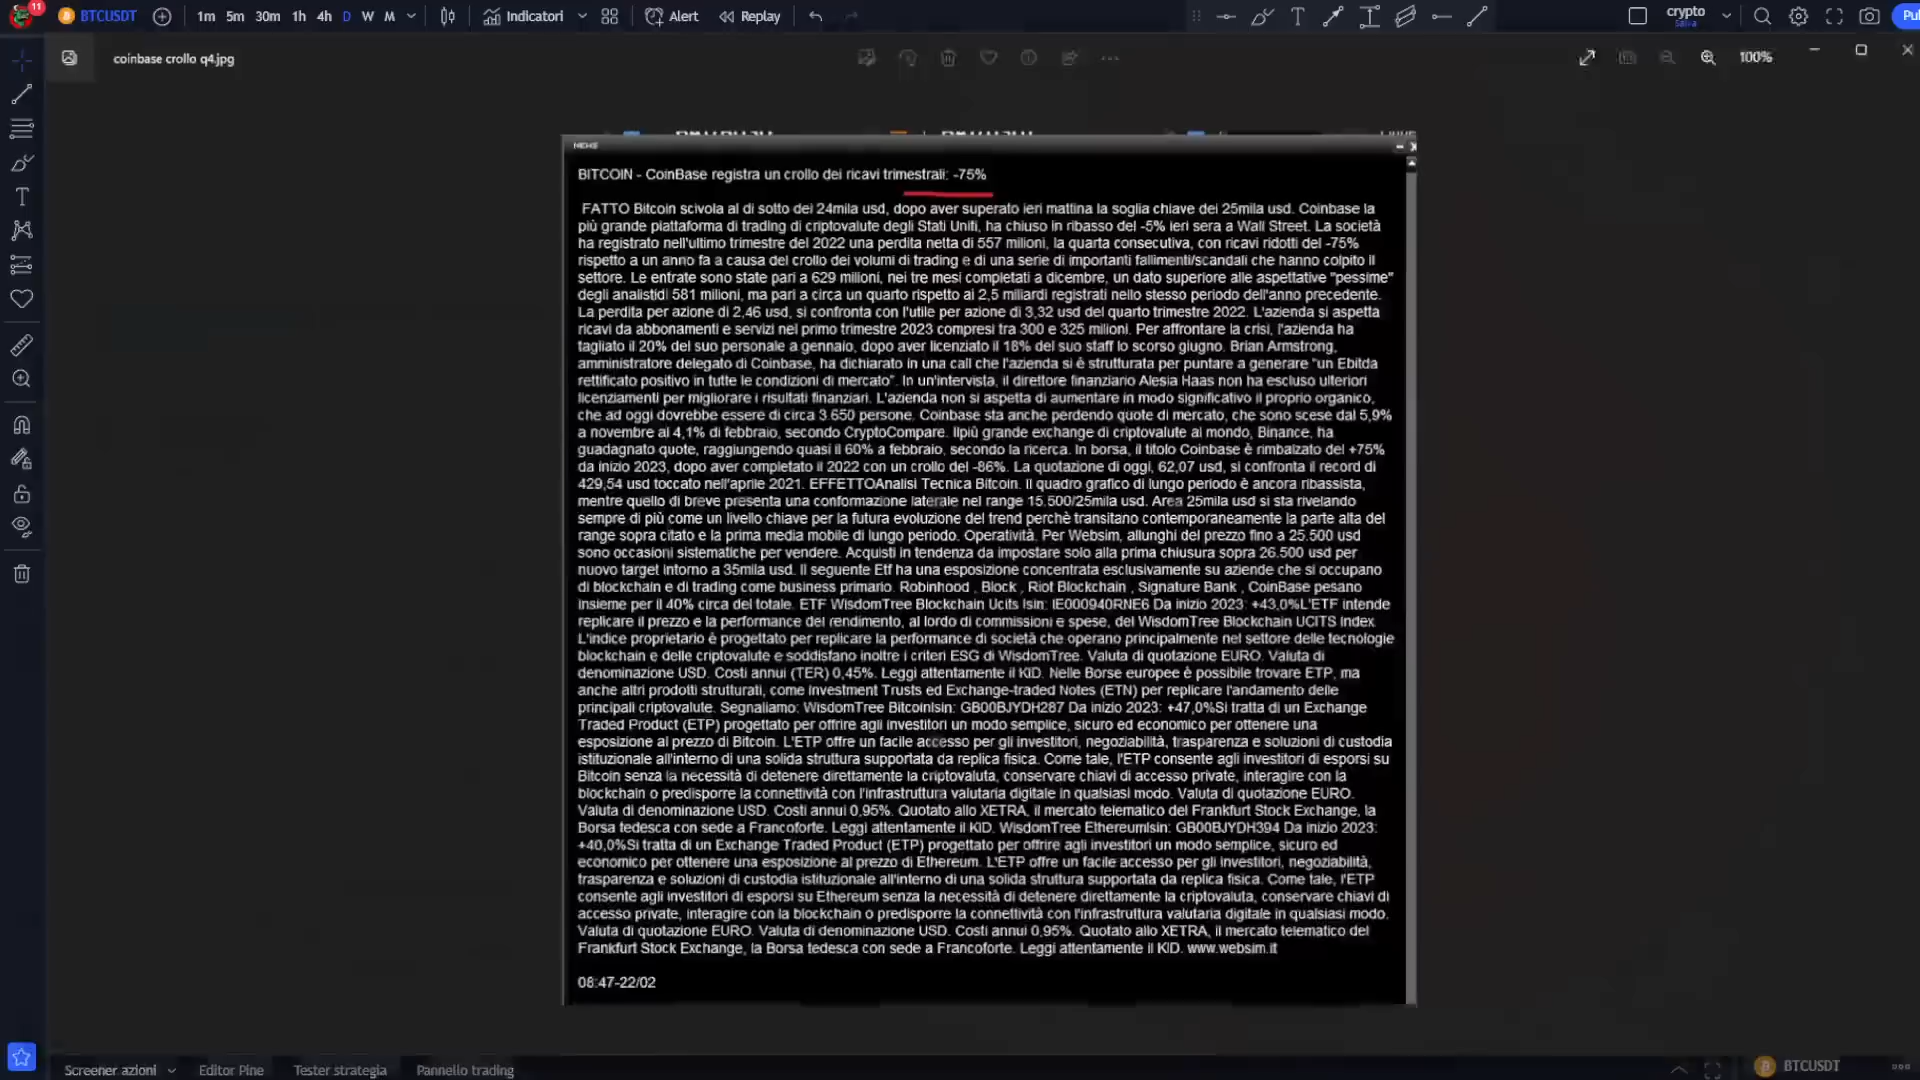 11
BTCUSDT
1m 5m 30m 1h 4h D W M
Indicatori
Alert
Replay
crypto
Salva
coinbase crollo q4.jpg
100%
NEWS
BITCOIN - CoinBase registra un crollo dei ricavi trimestrali: -75%
FATTO Bitcoin scivola al di sotto dei 24mila usd, dopo aver superato ieri mattina la soglia chiave dei 25mila usd. Coinbase la
più grande piattaforma di trading di criptovalute degli Stati Uniti, ha chiuso in ribasso del -5% ieri sera a Wall Street. La società
ha registrato nell'ultimo trimestre del 2022 una perdita netta di 557 milioni, la quarta consecutiva, con ricavi ridotti del -75%
rispetto a un anno fa a causa del crollo dei volumi di trading e di una serie di importanti fallimenti/scandali che hanno colpito il
settore. Le entrate sono state pari a 629 milioni, nei tre mesi completati a dicembre, un dato superiore alle aspettative "pessime"
degli analistidi 581 milioni, ma pari a circa un quarto rispetto ai 2,5 miliardi registrati nello stesso periodo dell'anno precedente.
La perdita per azione di 2,46 usd, si confronta con l'utile per azione di 3,32 usd del quarto trimestre 2022. L'azienda si aspetta
ricavi da abbonamenti e servizi nel primo trimestre 2023 compresi tra 300 e 325 milioni. Per affrontare la crisi, l'azienda ha
tagliato il 20% del suo personale a gennaio, dopo aver licenziato il 18% del suo staff lo scorso giugno. Brian Armstrong,
amministratore delegato di Coinbase, ha dichiarato in una call che l'azienda si è strutturata per puntare a generare "un Ebitda
rettificato positivo in tutte le condizioni di mercato". In un'intervista, il direttore finanziario Alesia Haas non ha escluso ulteriori
licenziamenti per migliorare i risultati finanziari. L'azienda non si aspetta di aumentare in modo significativo il proprio organico,
che ad oggi dovrebbe essere di circa 3.650 persone. Coinbase sta anche perdendo quote di mercato, che sono scese dal 5,9%
a novembre al 4,1% di febbraio, secondo CryptoCompare. Ilpiù grande exchange di criptovalute al mondo, Binance, ha
guadagnato quote, raggiungendo quasi il 60% a febbraio, secondo la ricerca. In borsa, il titolo Coinbase è rimbalzato del +75%
da inizio 2023, dopo aver completato il 2022 con un crollo del -86%. La quotazione di oggi, 62,07 usd, si confronta il record di
429,54 usd toccato nell'aprile 2021. EFFETTOAnalisi Tecnica Bitcoin. Il quadro grafico di lungo periodo è ancora ribassista,
mentre quello di breve presenta una conformazione laterale nel range 15.500/25mila usd. Area 25mila usd si sta rivelando
sempre di più come un livello chiave per la futura evoluzione del trend perchè transitano contemporaneamente la parte alta del
range sopra citato e la prima media mobile di lungo periodo. Operatività. Per Websim, allunghi del prezzo fino a 25.500 usd
sono occasioni sistematiche per vendere. Acquisti in tendenza da impostare solo alla prima chiusura sopra 26.500 usd per
nuovo target intorno a 35mila usd. Il seguente Etf ha una esposizione concentrata esclusivamente su aziende che si occupano
di blockchain e di trading come business primario. Robinhood , Block , Riot Blockchain , Signature Bank , CoinBase pesano
insieme per il 40% circa del totale. ETF WisdomTree Blockchain Ucits Isin: IE000940RNE6 Da inizio 2023: +43,0%L'ETF intende
replicare il prezzo e la performance del rendimento, al lordo di commissioni e spese, del WisdomTree Blockchain UCITS Index.
L'indice proprietario è progettato per replicare la performance di società che operano principalmente nel settore delle tecnologie
blockchain e delle criptovalute e soddisfano inoltre i criteri ESG di WisdomTree. Valuta di quotazione EURO. Valuta di
denominazione USD. Costi annui (TER) 0,45%. Leggi attentamente il KID. Nelle Borse europee è possibile trovare ETP, ma
anche altri prodotti strutturati, come Investment Trusts ed Exchange-traded Notes (ETN) per replicare l'andamento delle
principali criptovalute. Segnaliamo: WisdomTree BitcoinIsin: GB00BJYDH287 Da inizio 2023: +47,0%Si tratta di un Exchange
Traded Product (ETP) progettato per offrire agli investitori un modo semplice, sicuro ed economico per ottenere una
esposizione al prezzo di Bitcoin. L'ETP offre un facile accesso per gli investitori, negoziabilità, trasparenza e soluzioni di custodia
istituzionale all'interno di una solida struttura supportata da replica fisica. Come tale, l'ETP consente agli investitori di esporsi su
Bitcoin senza la necessità di detenere direttamente la criptovaluta, conservare chiavi di accesso private, interagire con la
blockchain o predisporre la connettività con l'infrastruttura valutaria digitale in qualsiasi modo. Valuta di quotazione EURO.
Valuta di denominazione USD. Costi annui 0,95%. Quotato allo XETRA, il mercato telematico del Frankfurt Stock Exchange, la
Borsa tedesca con sede a Francoforte. Leggi attentamente il KID. WisdomTree EthereumIsin: GB00BJYDH394 Da inizio 2023:
+40,0%Si tratta di un Exchange Traded Product (ETP) progettato per offrire agli investitori un modo semplice, sicuro ed
economico per ottenere una esposizione al prezzo di Ethereum. L'ETP offre un facile accesso per gli investitori, negoziabilità,
trasparenza e soluzioni di custodia istituzionale all'interno di una solida struttura supportata da replica fisica. Come tale, l'ETP
consente agli investitori di esporsi su Ethereum senza la necessità di detenere direttamente la criptovaluta, conservare chiavi di
accesso private, interagire con la blockchain o predisporre la connettività con l'infrastruttura valutaria digitale in qualsiasi modo.
Valuta di quotazione EURO. Valuta di denominazione USD. Costi annui 0,95%. Quotato allo XETRA, il mercato telematico del
Frankfurt Stock Exchange, la Borsa tedesca con sede a Francoforte. Leggi attentamente il KID. www.websim.it
08:47-22/02
Screener azioni
Editor Pine
Tester strategia
Pannello trading
BTCUSDT